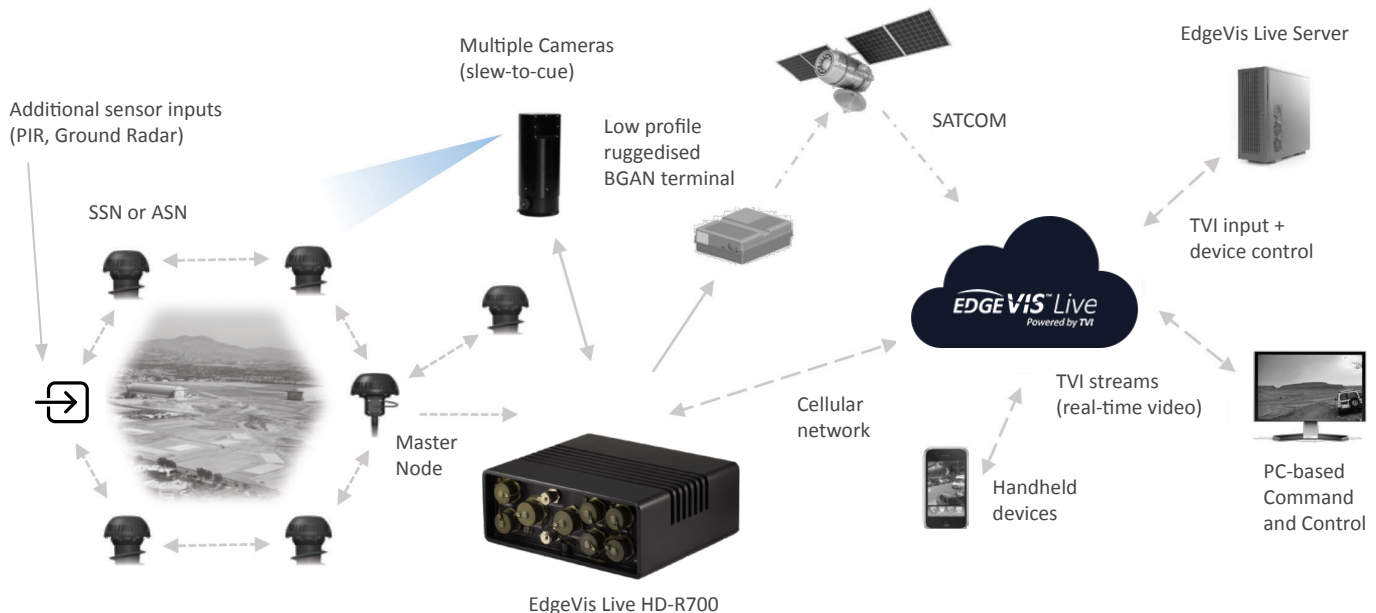 Multiple Cameras
(slew-to-cue)
EdgeVis Live Server
Additional sensor inputs
(PIR, Ground Radar)
Low profile
ruggedised
BGAN terminal
SATCOM
SSN or ASN
TVI input +
device control
EDGEVIS™ Live
Powered by TVI
Master
Node
Cellular
network
TVI streams
(real-time video)
Handheld
devices
PC-based
Command
and Control
EdgeVis Live HD-R700